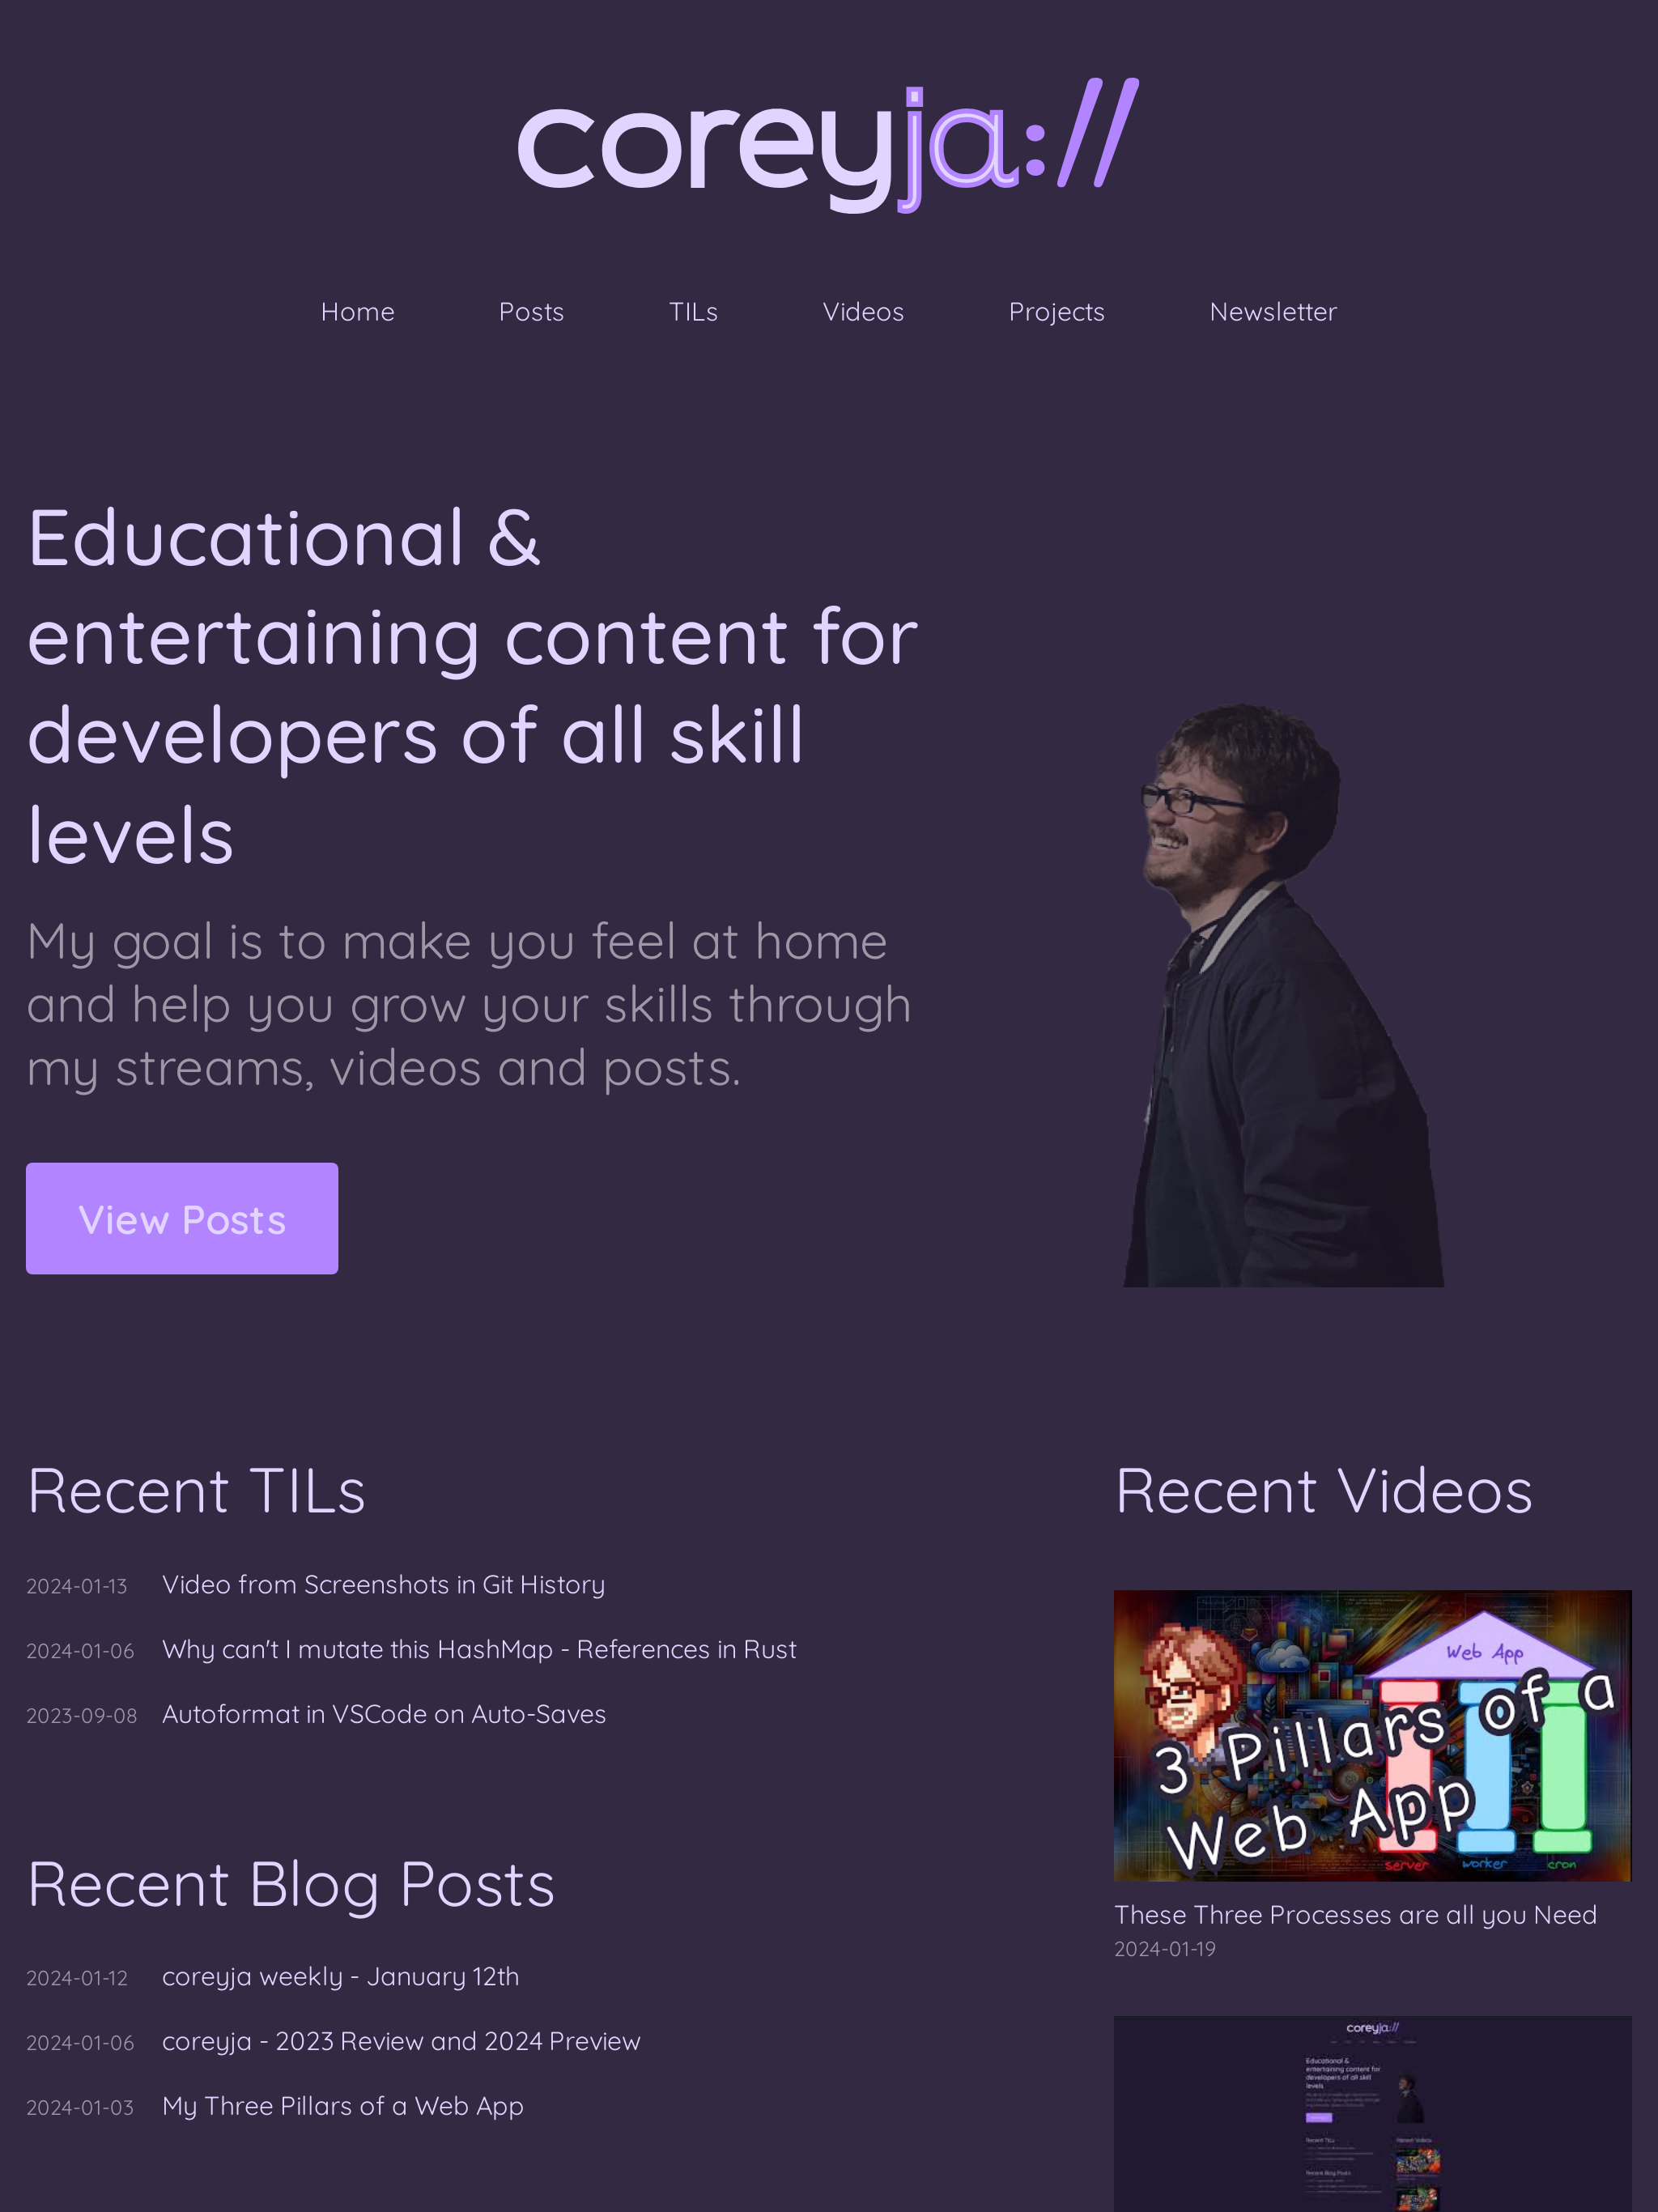 coreyja://
Home Posts TILs Videos Projects Newsletter
Educational &
entertaining content for
developers of all skill
levels
My goal is to make you feel at home
and help you grow your skills through
my streams, videos and posts.
View Posts
Recent TILs
2024-01-13 Video from Screenshots in Git History
2024-01-06 Why can't I mutate this HashMap - References in Rust
2023-09-08 Autoformat in VSCode on Auto-Saves
Recent Blog Posts
2024-01-12 coreyja weekly - January 12th
2024-01-06 coreyja - 2023 Review and 2024 Preview
2024-01-03 My Three Pillars of a Web App
Recent Videos
Web App
3 Pillars of a
Web App
server worker cron
These Three Processes are all you Need
2024-01-19
coreyja://
Educational &
entertaining content for
developers of all skill
levels
Recent TILs
Recent Videos
Recent Blog Posts